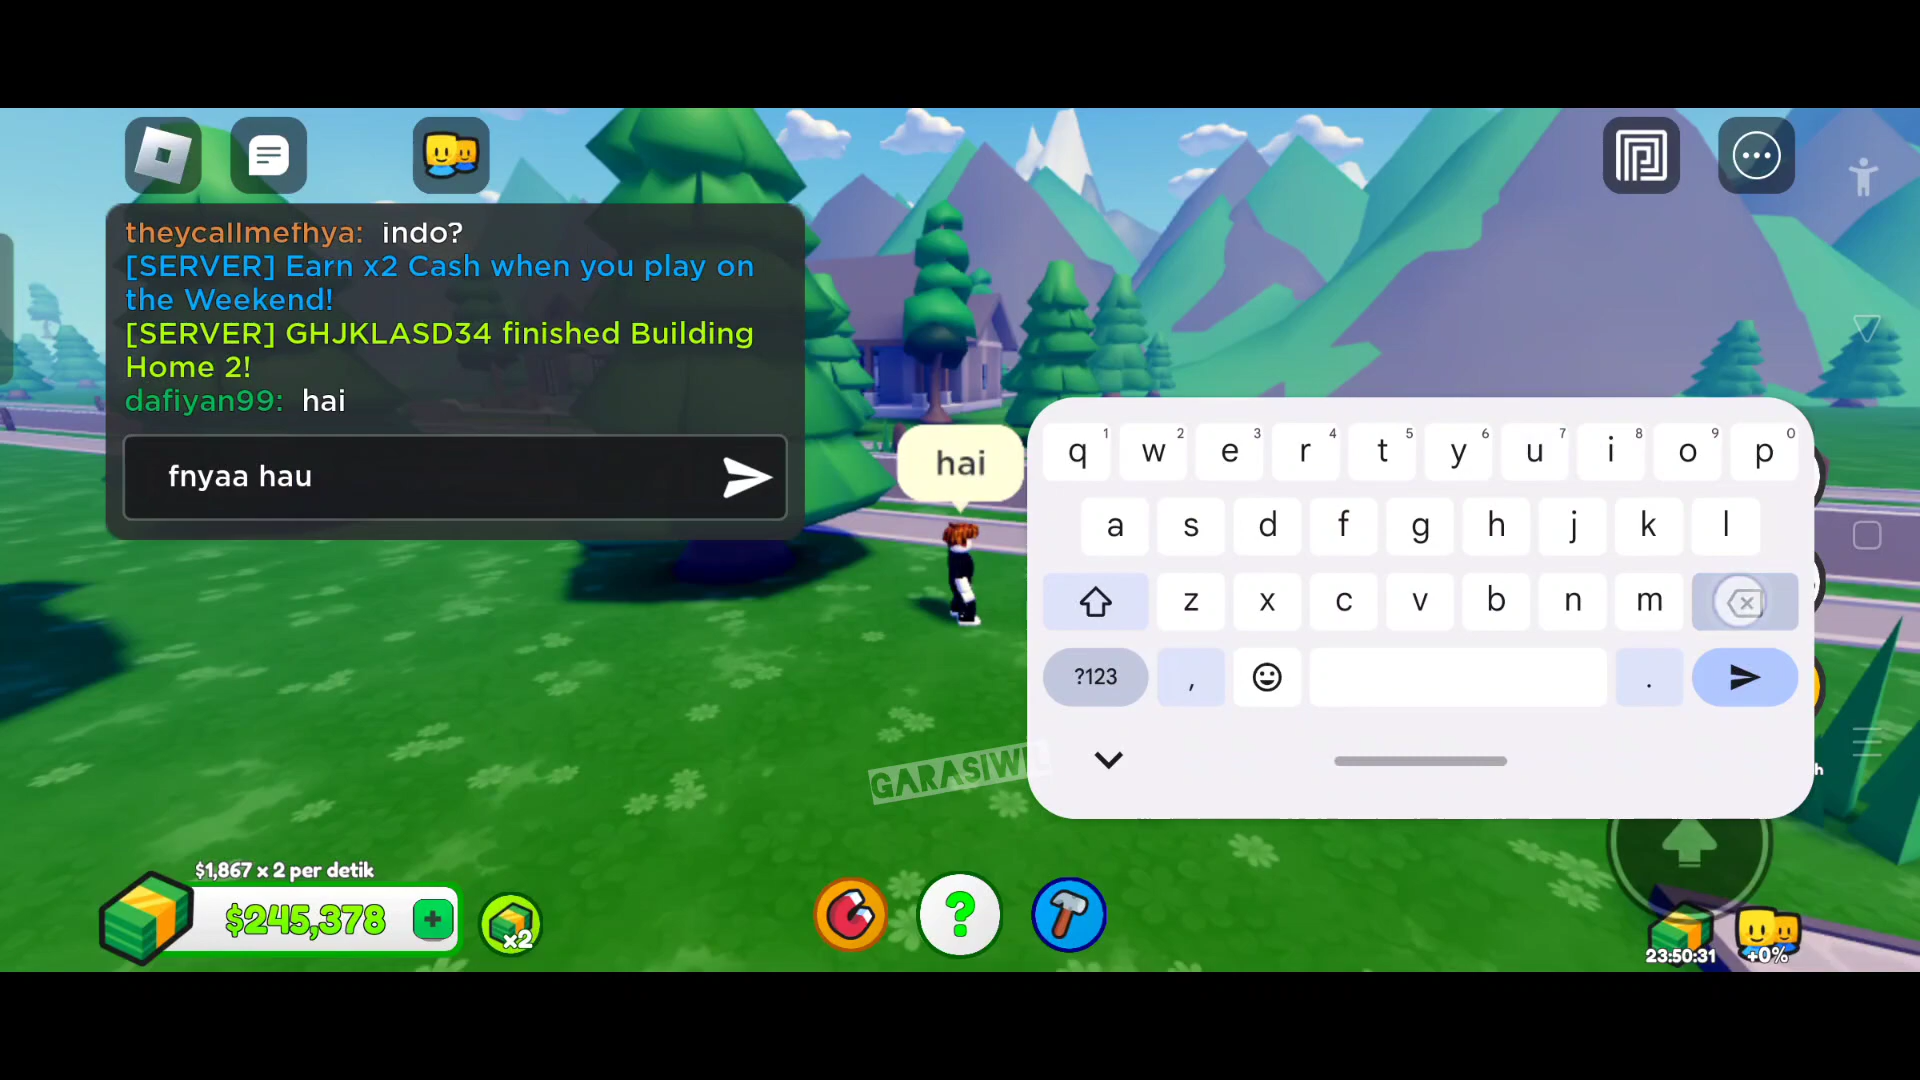 theycallmefhya: indo?
[SERVER] Earn x2 Cash when you play on
the Weekend!
[SERVER] GHJKLASD34 finished Building
Home 2!
dafiyan99: hai
fnyaa hau
hai
1 2 3 4 5 6 7 8 9 0
q w e r t y u i o p
a s d f g h j k l
z x c v b n m
?123 , .
$1,867 x 2 per detik
$245,378 +
x2
?
23:50:31
+0%